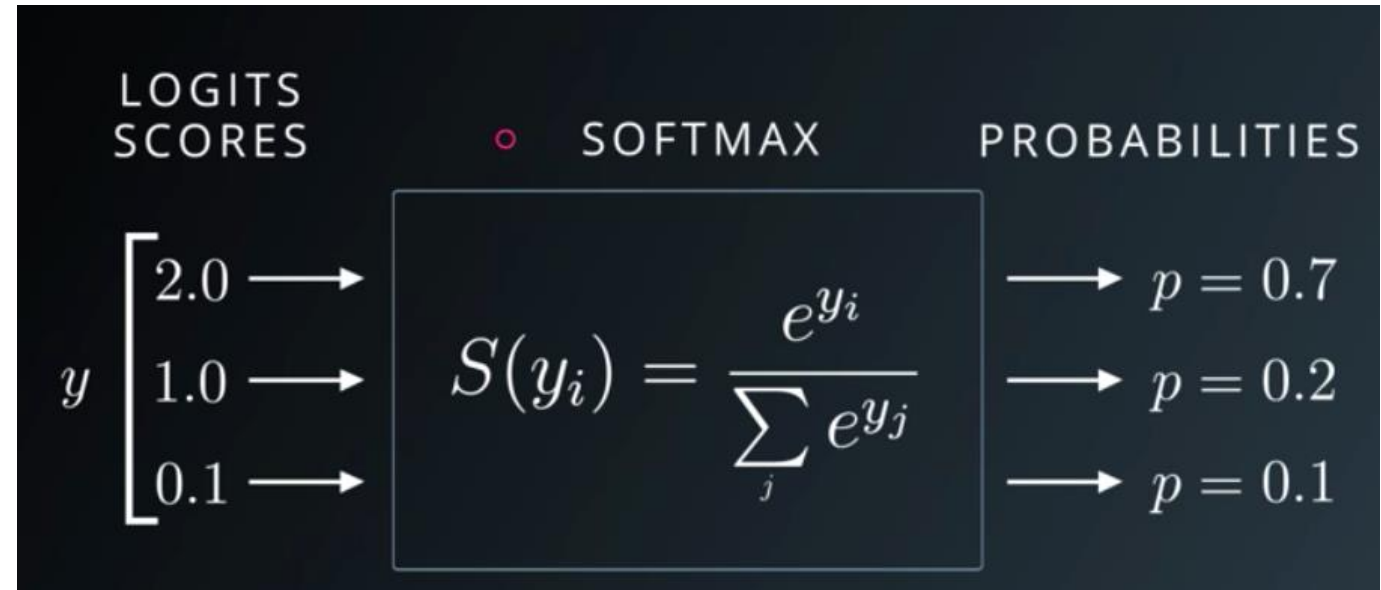 LOGITS
SCORES
SOFTMAX
PROBABILITIES
y
2.0
1.0
0.1
S(y_i) = e^{y_i} / \sum_j e^{y_j}
p = 0.7
p = 0.2
p = 0.1